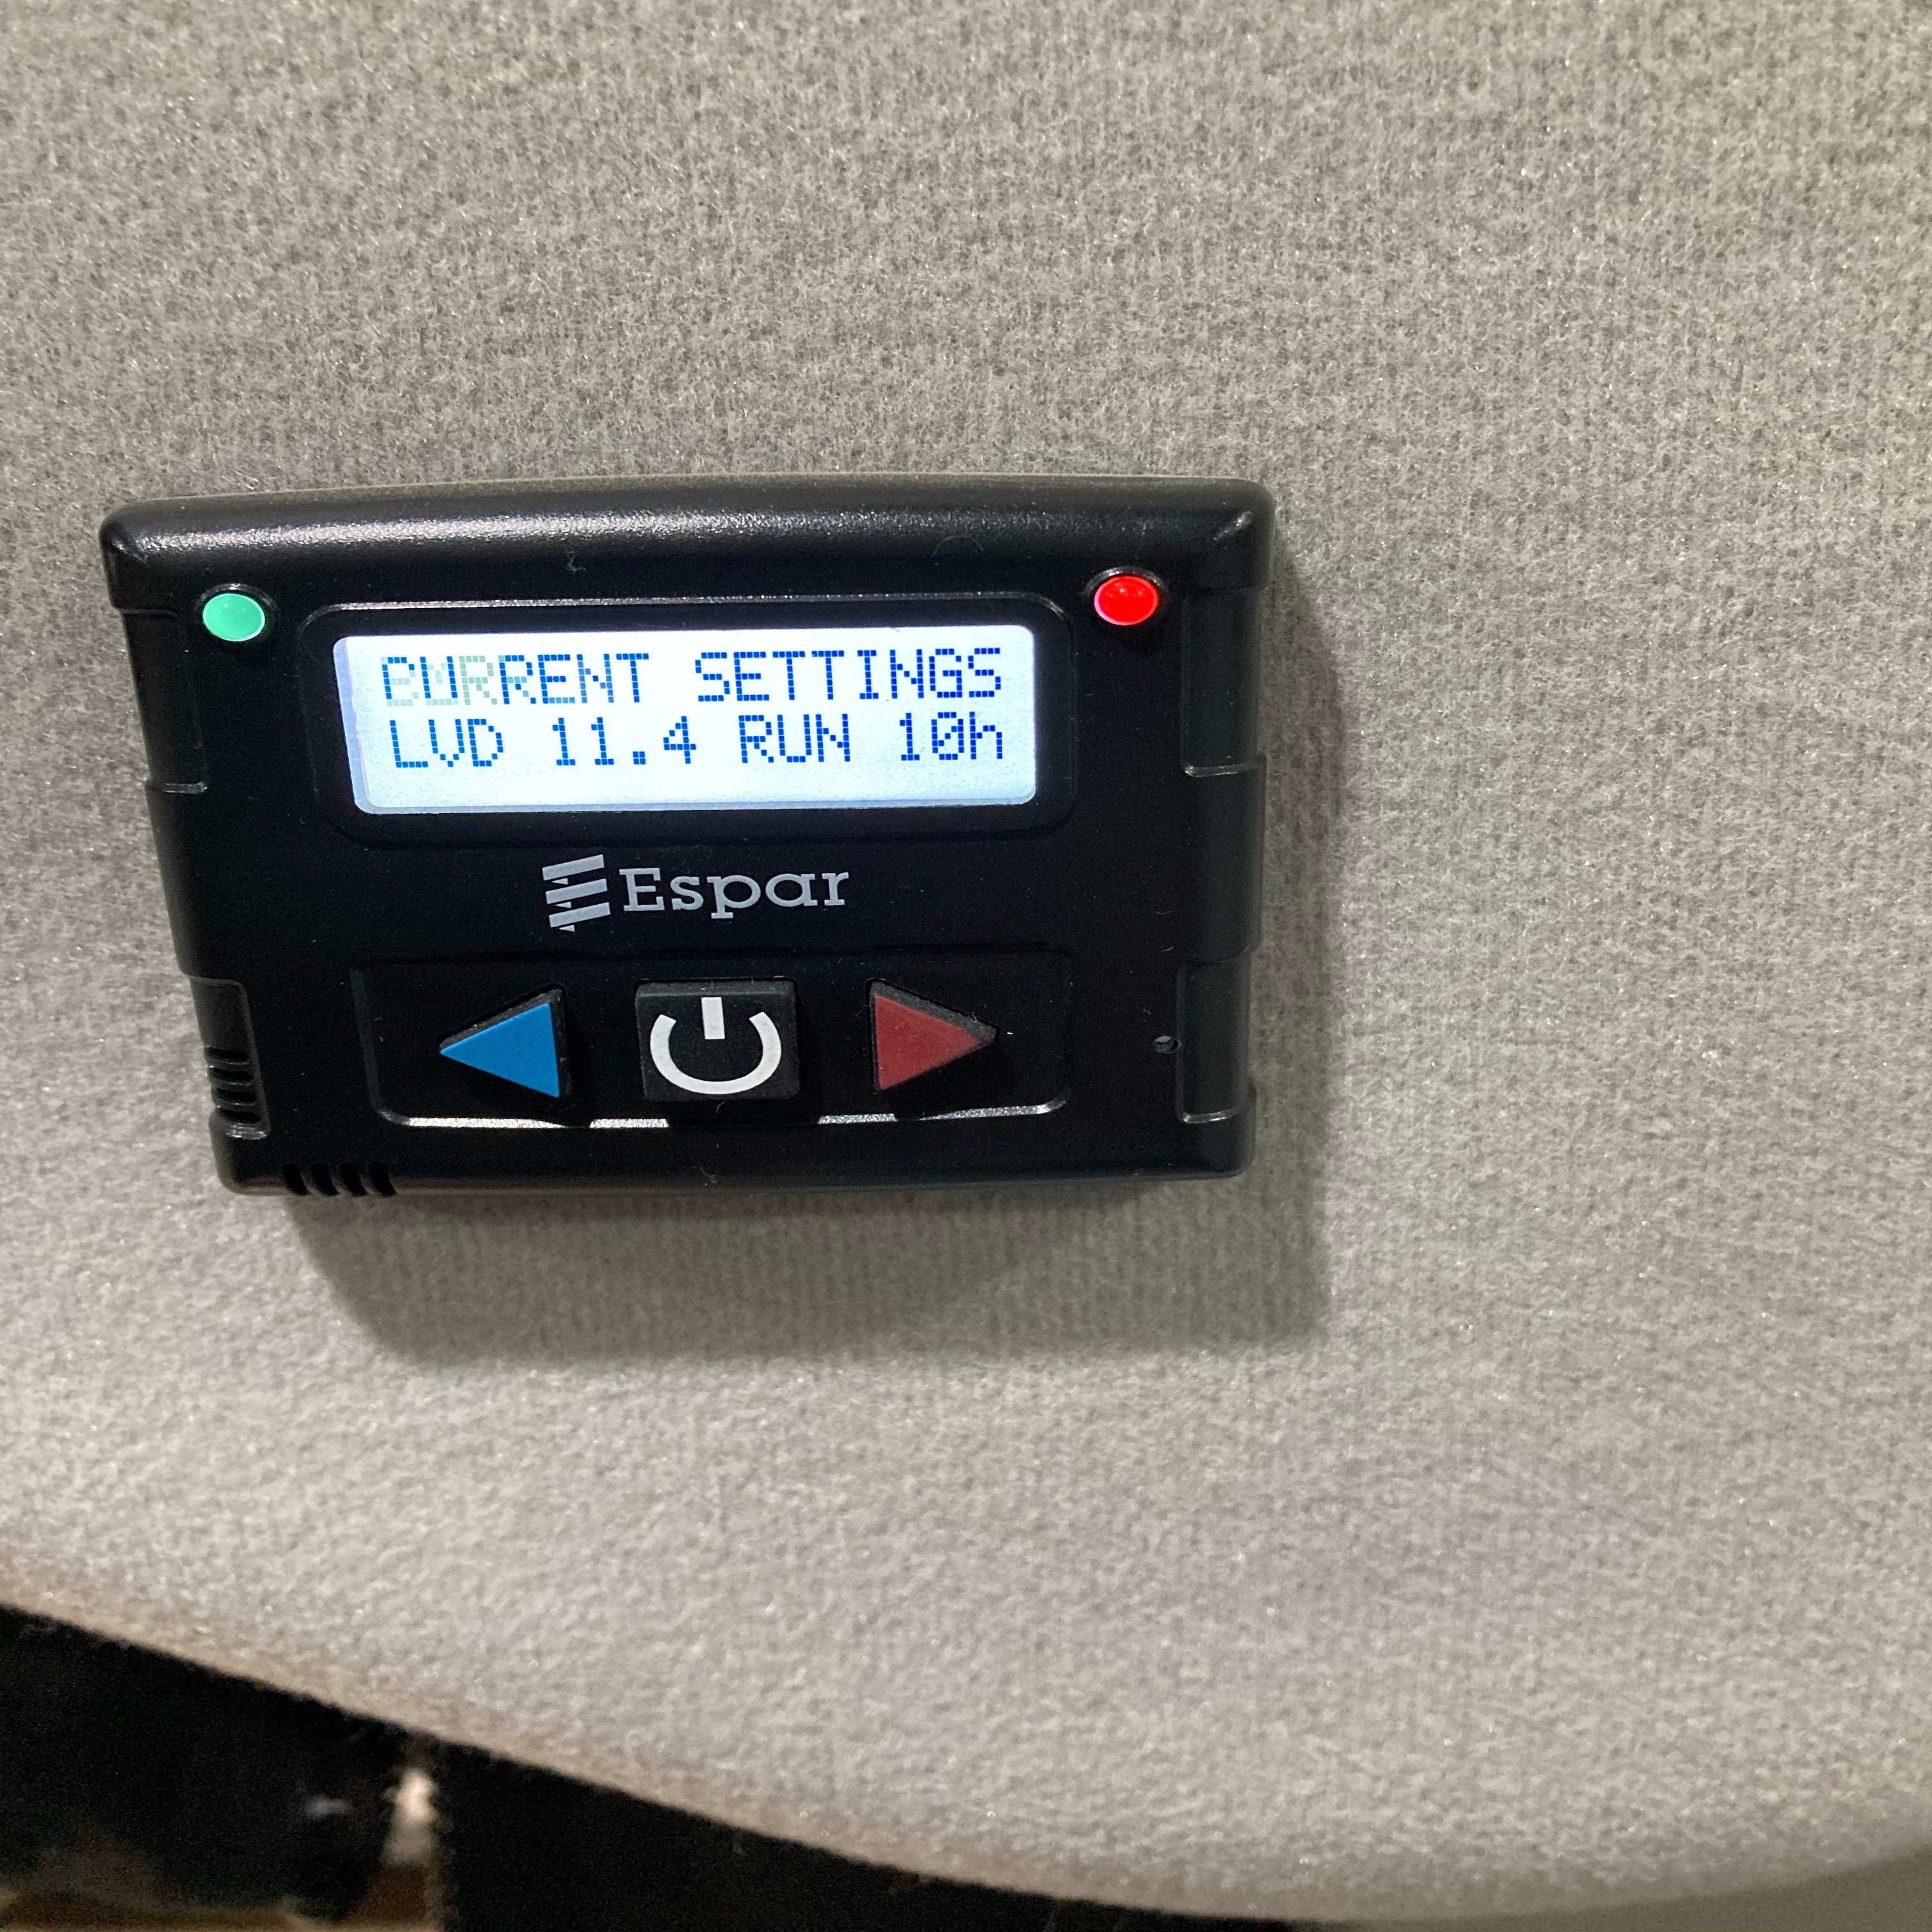 CURRENT SETTINGS
LVD 11.4 RUN 10h
Espar